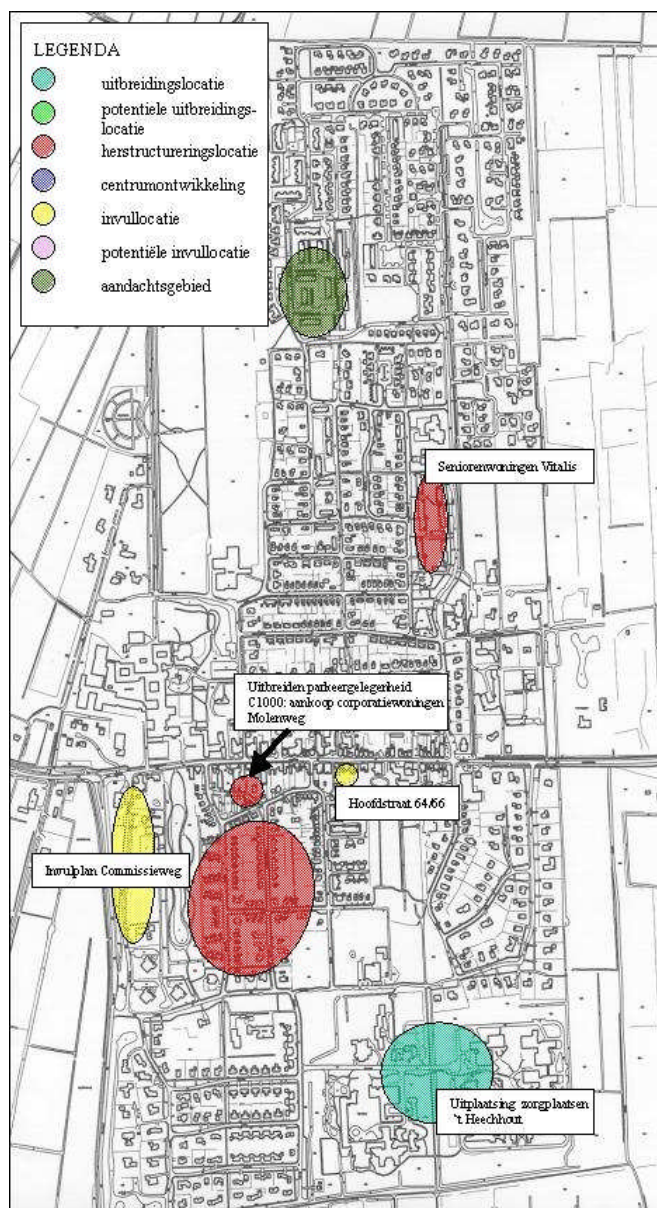 LEGENDA
uitbreidingslocatie
potentiele uitbreidings-
locatie
herstructureringslocatie
centrumontwikkeling
invullocatie
potentiële invullocatie
aandachtsgebied
Seniorenwoningen Vitalis
Uitbreiden parkeergelegenheid
C1000: aankoop corporatiewoningen
Molenweg
Hoofdstraat 64/66
Invulplan Commissieweg
Uitplaatsing zorgplaatsen
't Heechhout